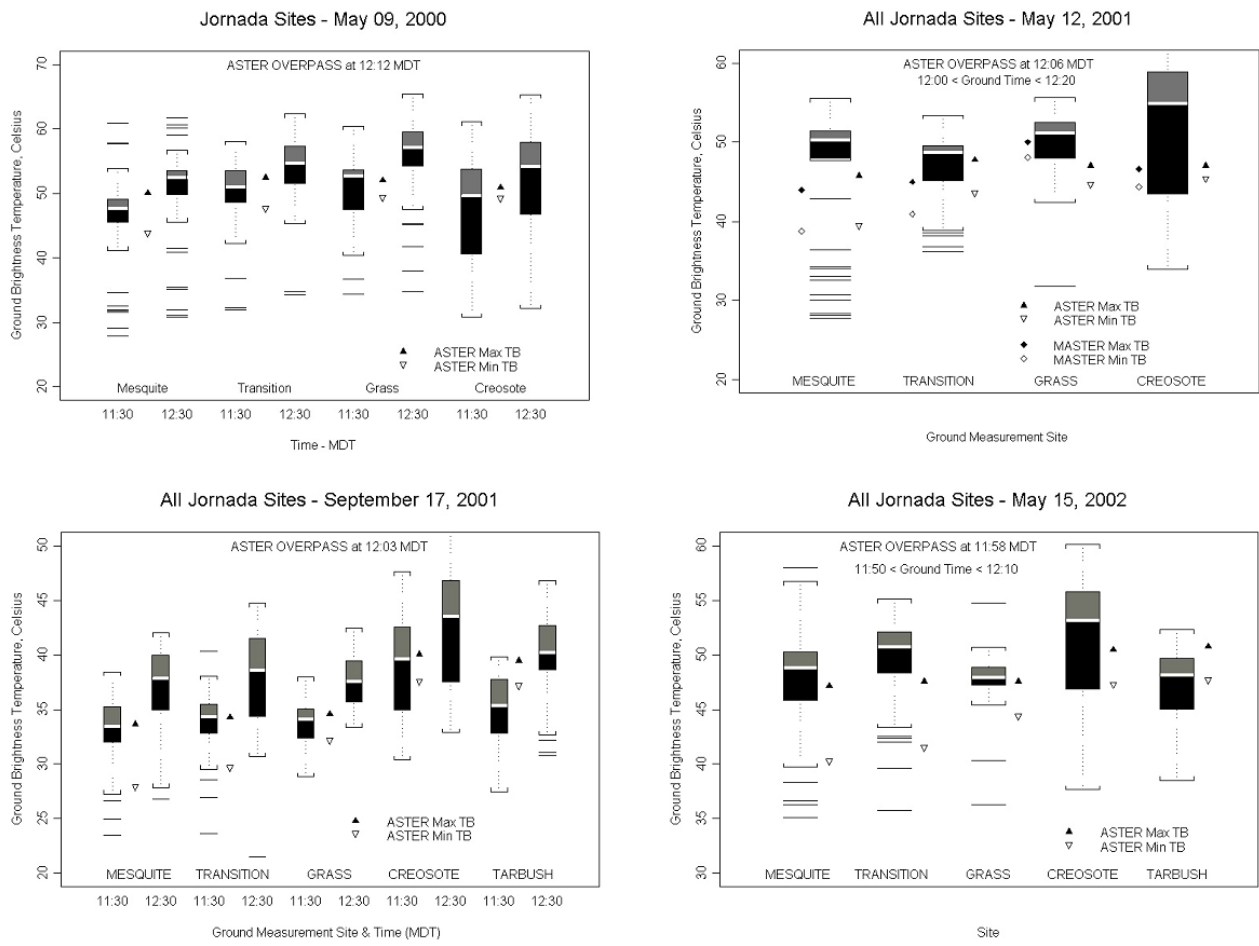 Jornada Sites - May 09, 2000
ASTER OVERPASS at 12:12 MDT
Ground Brightness Temperature, Celsius
70
60
50
40
30
20
ASTER Max TB
ASTER Min TB
Mesquite Transition Grass Creosote
11:30 12:30 11:30 12:30 11:30 12:30 11:30 12:30
Time - MDT
All Jornada Sites - May 12, 2001
ASTER OVERPASS at 12:06 MDT
12:00 < Ground Time < 12:20
Ground Brightness Temperature, Celsius
60
50
40
30
20
ASTER Max TB
ASTER Min TB
MASTER Max TB
MASTER Min TB
MESQUITE TRANSITION GRASS CREOSOTE
Ground Measurement Site
All Jornada Sites - September 17, 2001
ASTER OVERPASS at 12:03 MDT
Ground Brightness Temperature, Celsius
50
45
40
35
30
25
20
ASTER Max TB
ASTER Min TB
MESQUITE TRANSITION GRASS CREOSOTE TARBUSH
11:30 12:30 11:30 12:30 11:30 12:30 11:30 12:30 11:30 12:30
Ground Measurement Site & Time (MDT)
All Jornada Sites - May 15, 2002
ASTER OVERPASS at 11:58 MDT
11:50 < Ground Time < 12:10
Ground Brightness Temperature, Celsius
60
55
50
45
40
35
30
ASTER Max TB
ASTER Min TB
MESQUITE TRANSITION GRASS CREOSOTE TARBUSH
Site